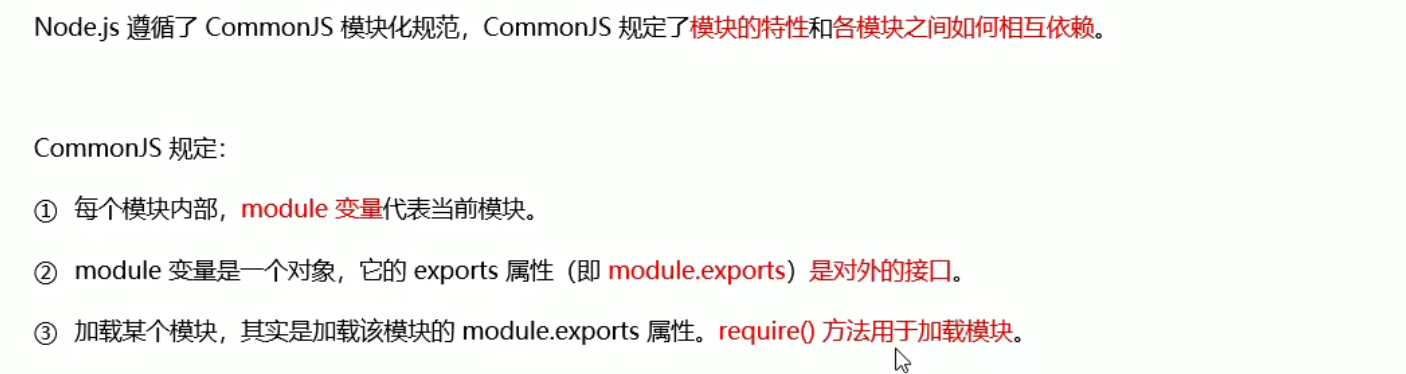 Node.js 遵循了 CommonJS 模块化规范，CommonJS 规定了模块的特性和各模块之间如何相互依赖。
CommonJS 规定：
① 每个模块内部，module 变量代表当前模块。
② module 变量是一个对象，它的 exports 属性（即 module.exports）是对外的接口。
③ 加载某个模块，其实是加载该模块的 module.exports 属性。require() 方法用于加载模块。